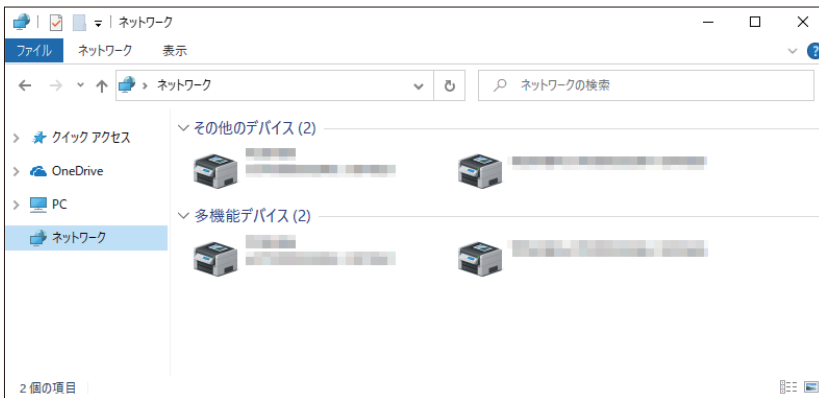 ネットワーク
ファイル ネットワーク 表示
ネットワーク
ネットワークの検索
クイック アクセス
OneDrive
PC
ネットワーク
その他のデバイス (2)
多機能デバイス (2)
2 個の項目